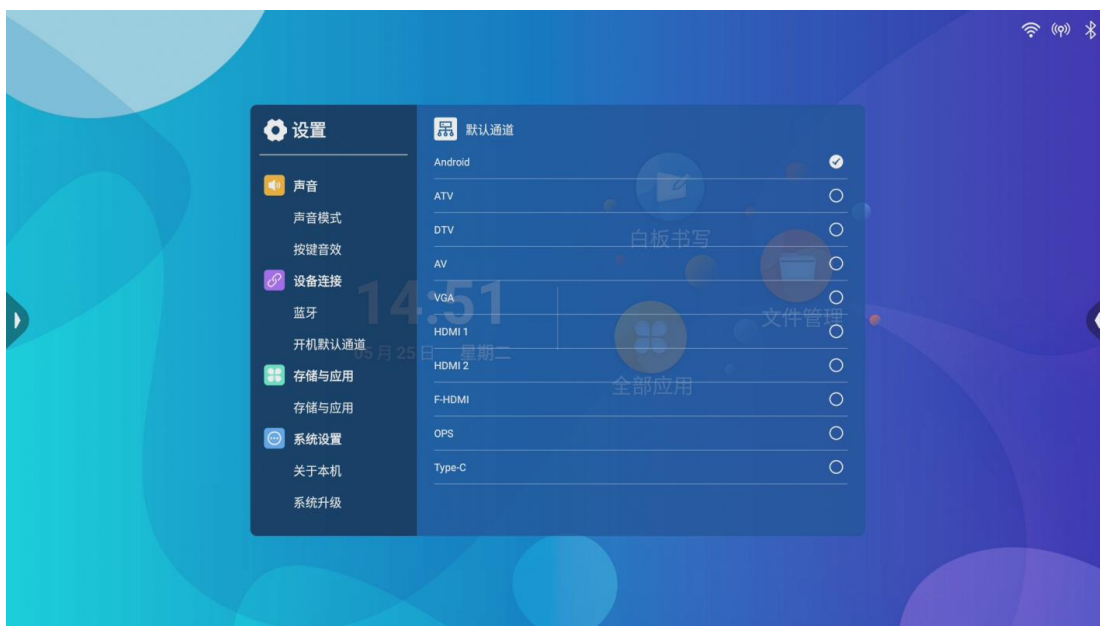 设置
声音
声音模式
按键音效
设备连接
蓝牙
开机默认通道
存储与应用
存储与应用
系统设置
关于本机
系统升级
默认通道
Android
ATV
DTV
AV
VGA
HDMI 1
HDMI 2
F-HDMI
OPS
Type-C
14:51
05月25日 星期二
白板书写
文件管理
全部应用